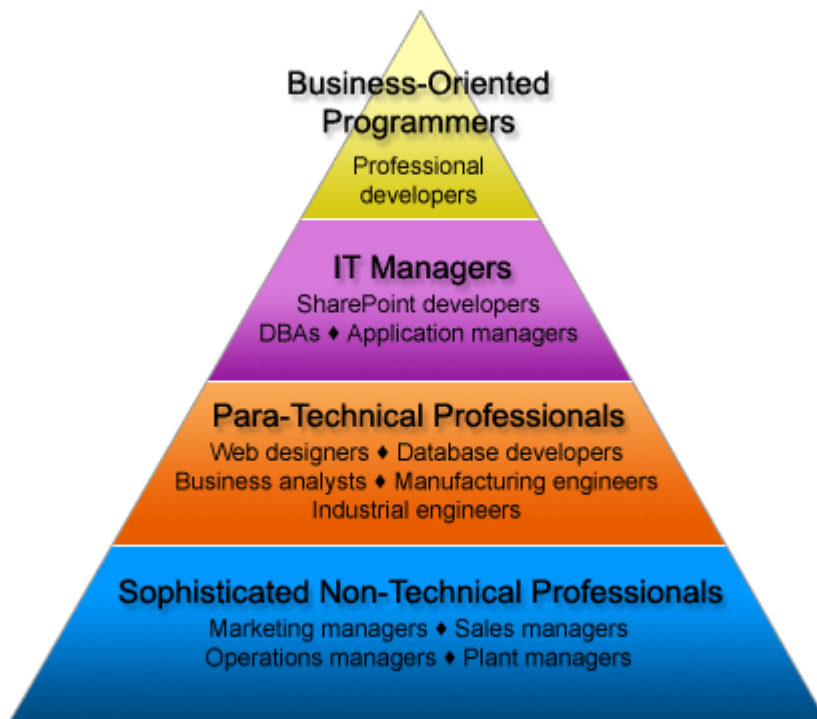 Business-Oriented
Programmers
Professional
developers
IT Managers
SharePoint developers
DBAs ♦ Application managers
Para-Technical Professionals
Web designers ♦ Database developers
Business analysts ♦ Manufacturing engineers
Industrial engineers
Sophisticated Non-Technical Professionals
Marketing managers ♦ Sales managers
Operations managers ♦ Plant managers